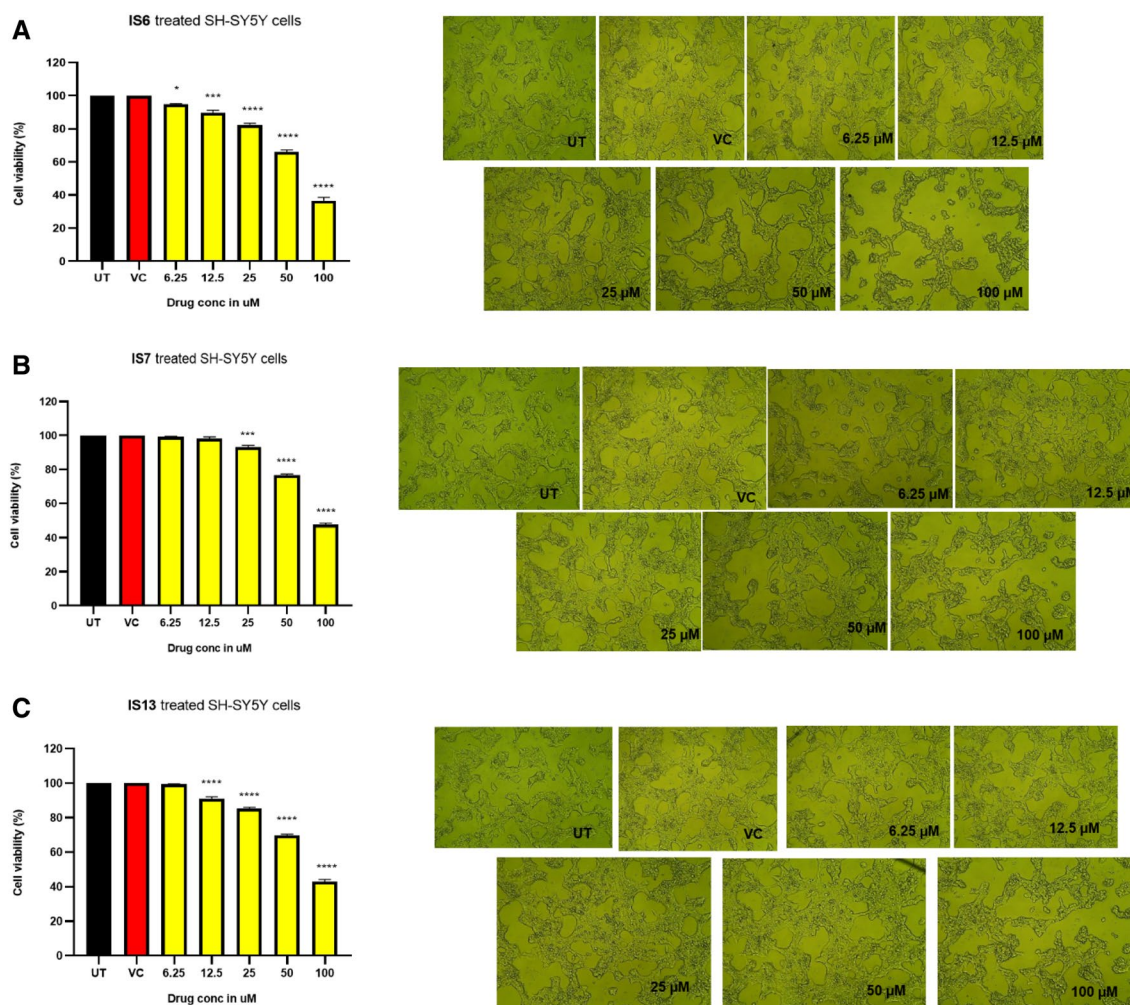 A
IS6 treated SH-SY5Y cells
120
100
80
60
40
20
0
Cell viability (%)
*
***
****
****
****
UT
VC
6.25
12.5
25
50
100
Drug conc in uM
UT
VC
6.25 µM
12.5 µM
25 µM
50 µM
100 µM
B
IS7 treated SH-SY5Y cells
120
100
80
60
40
20
0
Cell viability (%)
***
****
****
UT
VC
6.25
12.5
25
50
100
Drug conc in uM
UT
VC
6.25 µM
12.5 µM
25 µM
50 µM
100 µM
C
IS13 treated SH-SY5Y cells
120
100
80
60
40
20
0
Cell viability (%)
****
****
****
****
UT
VC
6.25
12.5
25
50
100
Drug conc in uM
UT
VC
6.25 µM
12.5 µM
25 µM
50 µM
100 µM